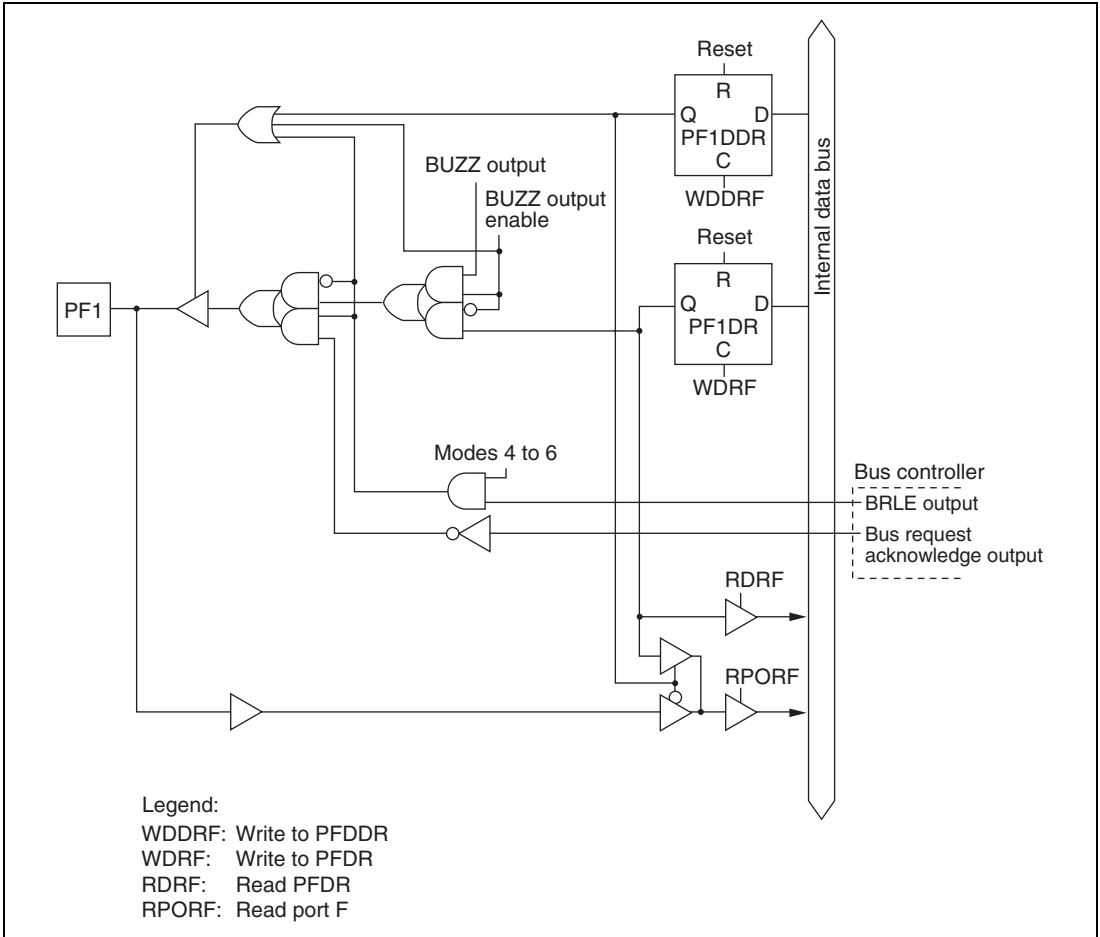 Reset
R
Q D
PF1DDR
C
WDDRF
Internal data bus
BUZZ output
BUZZ output
enable
Reset
R
Q D
PF1DR
C
WDRF
PF1
Modes 4 to 6
Bus controller
BRLE output
Bus request
acknowledge output
RDRF
RPORF
Legend:
WDDRF: Write to PFDDR
WDRF: Write to PFDR
RDRF: Read PFDR
RPORF: Read port F